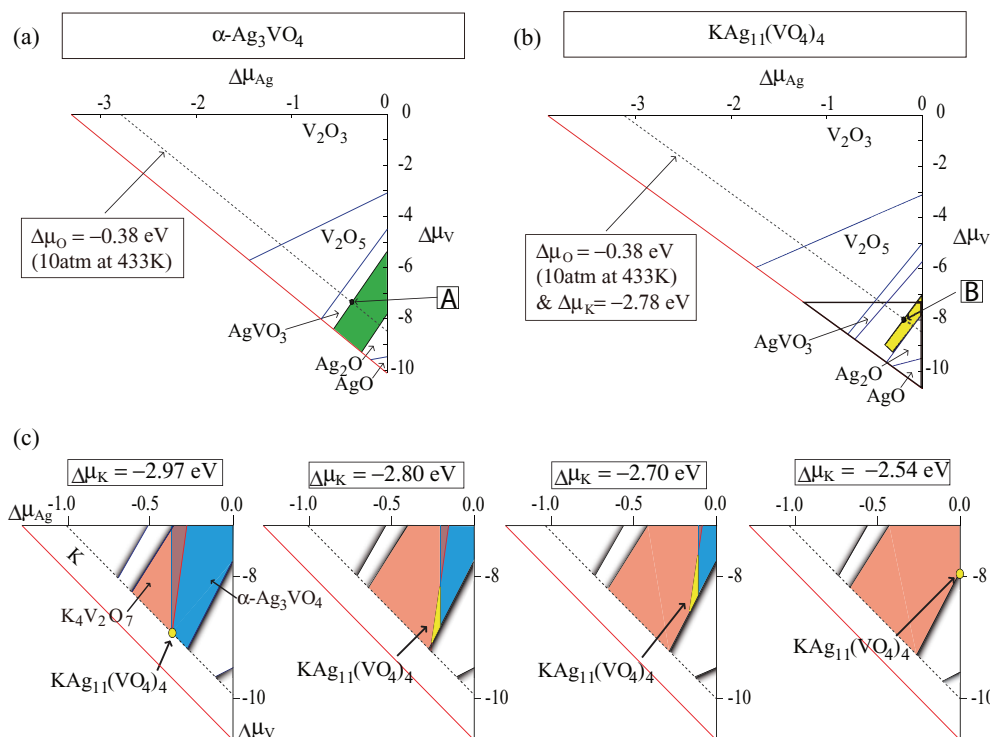 (a)
α-Ag3VO4
ΔμAg
-3
-2
-1
0
0
V2O3
-2
-4
ΔμO = −0.38 eV
(10atm at 433K)
V2O5
ΔμV
-6
A
AgVO3
-8
Ag2O
AgO
-10
(b)
KAg11(VO4)4
ΔμAg
-3
-2
-1
0
0
V2O3
-2
-4
ΔμO = −0.38 eV
(10atm at 433K)
& ΔμK= −2.78 eV
V2O5
ΔμV
-6
B
AgVO3
-8
Ag2O
AgO
-10
(c)
ΔμK = −2.97 eV
ΔμK = −2.80 eV
ΔμK = −2.70 eV
ΔμK = −2.54 eV
ΔμAg
-1.0
-0.5
0.0
-1.0
-0.5
0.0
-1.0
-0.5
0.0
-1.0
-0.5
0.0
K
-8
-8
-8
-8
K4V2O7
α-Ag3VO4
KAg11(VO4)4
KAg11(VO4)4
KAg11(VO4)4
KAg11(VO4)4
-10
-10
-10
-10
ΔμV